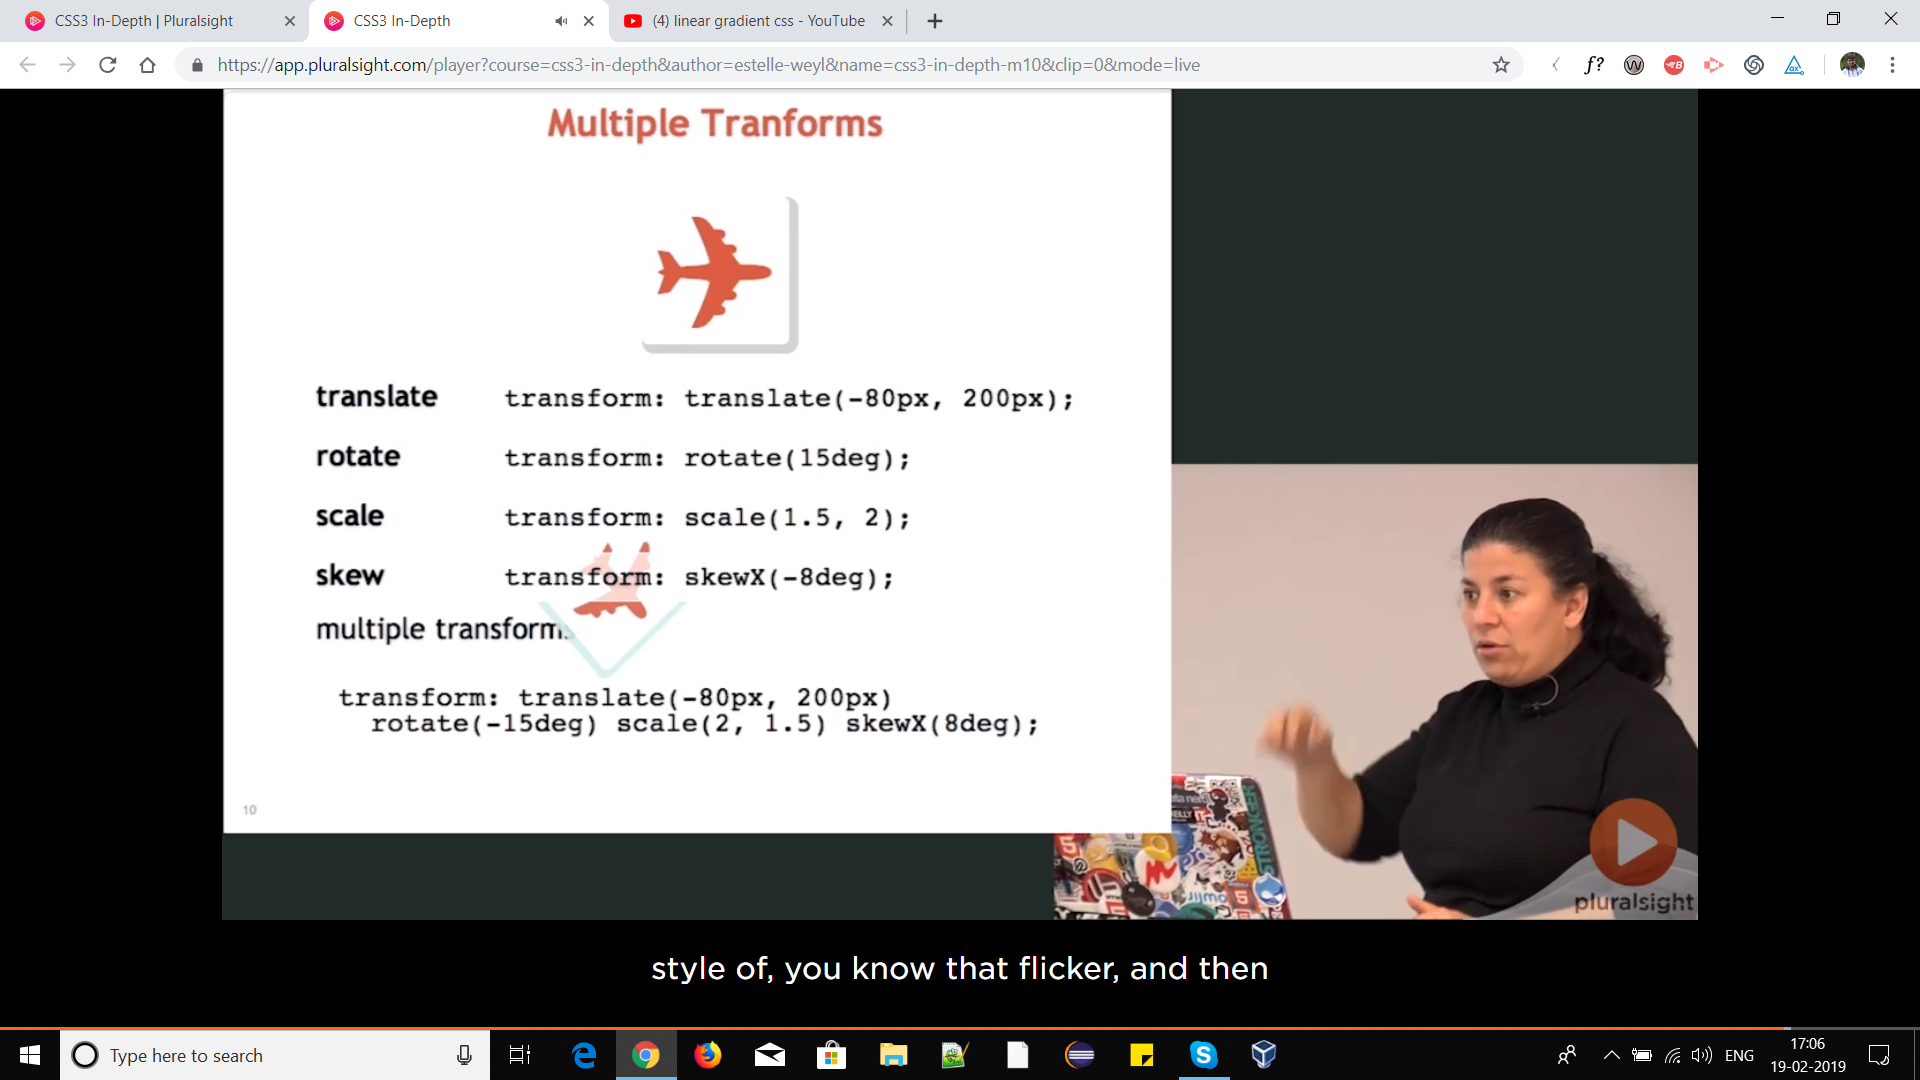 CSS3 In-Depth | Pluralsight
CSS3 In-Depth
(4) linear gradient css - YouTube
https://app.pluralsight.com/player?course=css3-in-depth&author=estelle-weyl&name=css3-in-depth-m10&clip=0&mode=live
f?
Multiple Tranforms
translate transform: translate(-80px, 200px);
rotate transform: rotate(15deg);
scale transform: scale(1.5, 2);
skew transform: skewX(-8deg);
multiple transforms
transform: translate(-80px, 200px)
rotate(-15deg) scale(2, 1.5) skewX(8deg);
10
STRONGER
pluralsight
style of, you know that flicker, and then
Type here to search
ENG
17:06
19-02-2019